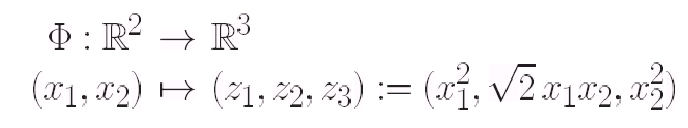 Φ : ℝ² → ℝ³
(x₁, x₂) ↦ (z₁, z₂, z₃) := (x₁², √2 x₁x₂, x₂²)